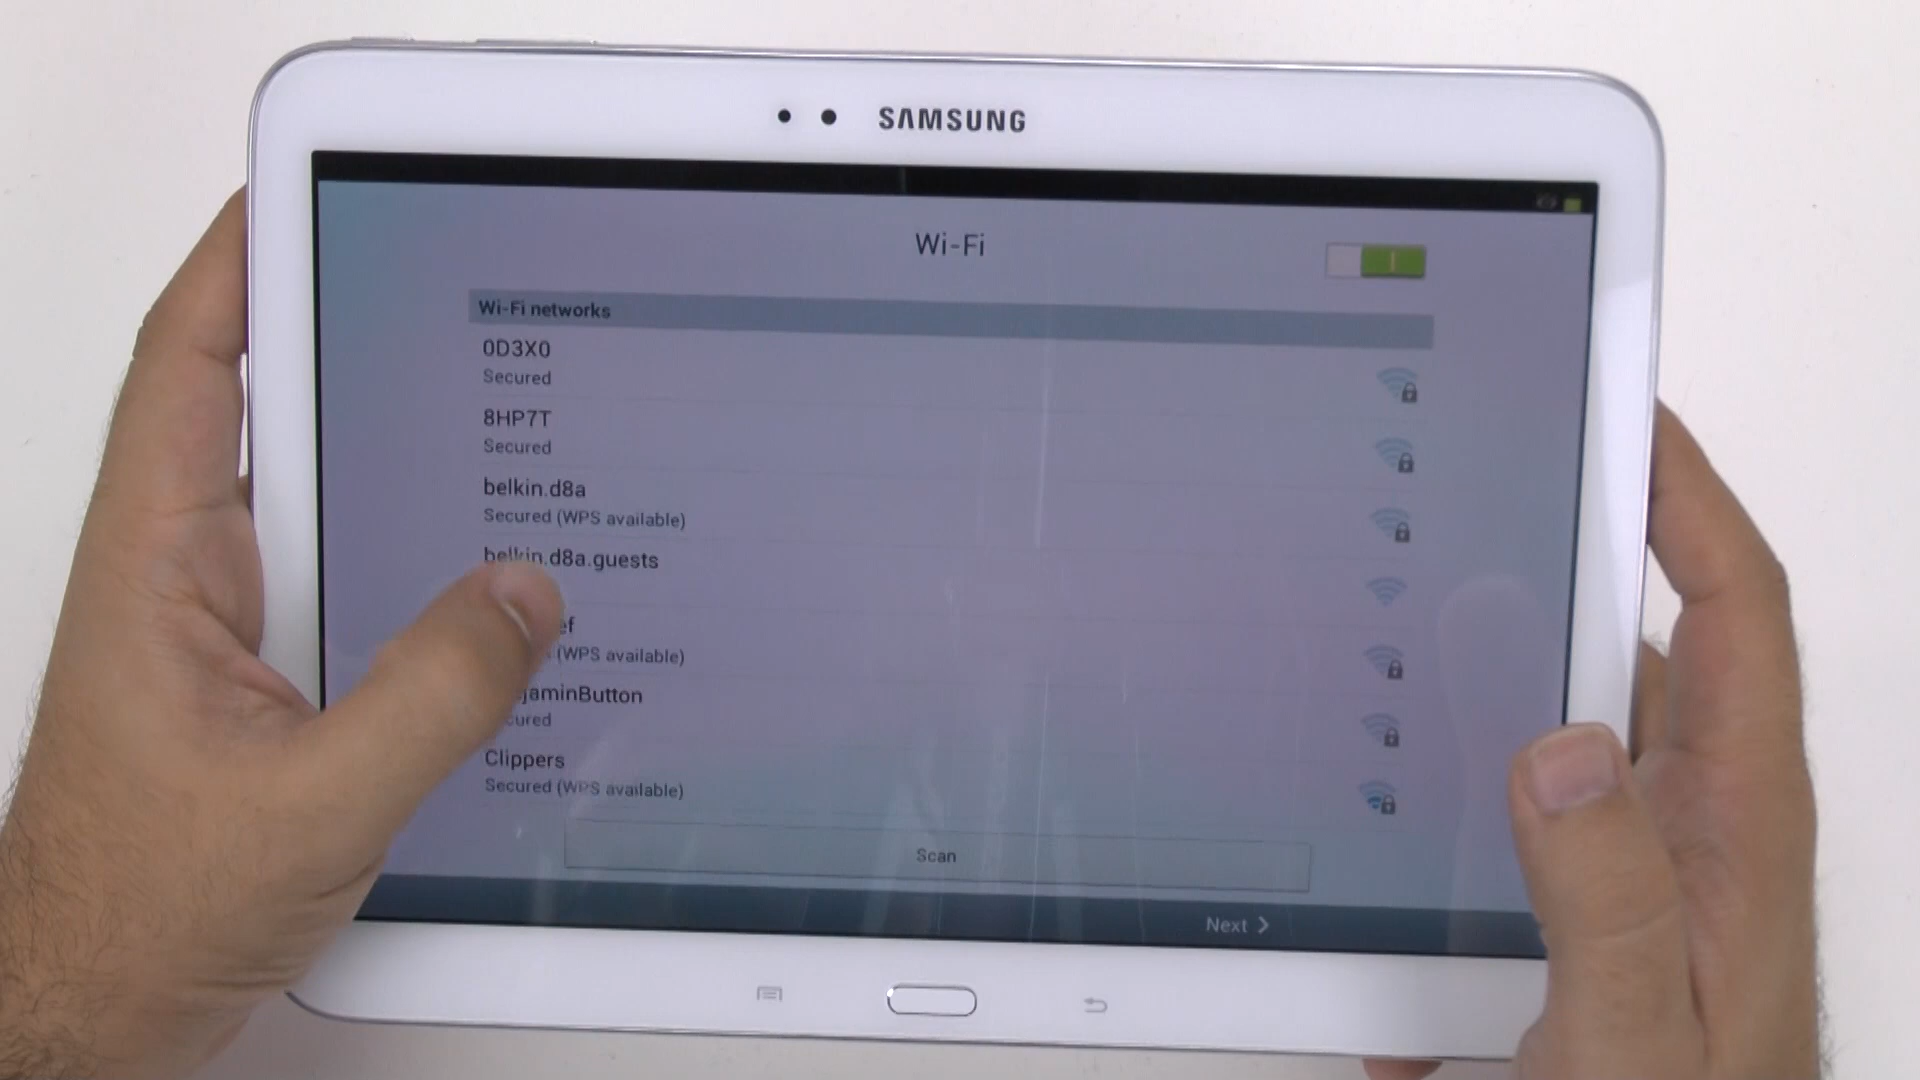 SAMSUNG
Wi-Fi
Wi-Fi networks
0D3X0
Secured
8HP7T
Secured
belkin.d8a
Secured (WPS available)
belkin.d8a.guests
(WPS available)
Clippers
Secured (WPS available)
Scan
Next